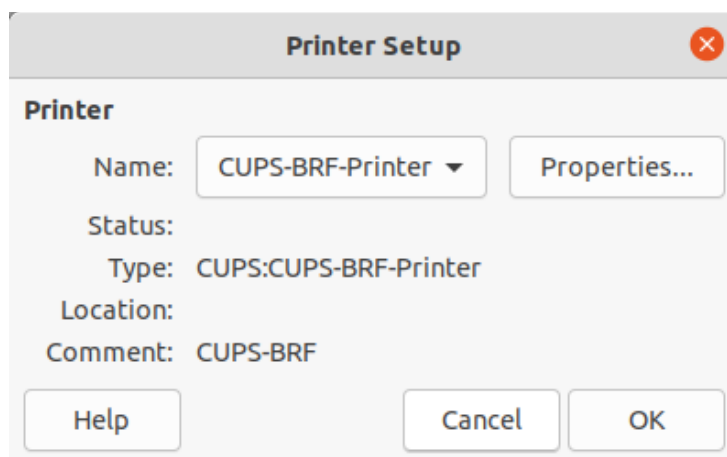 Printer Setup
Printer
Name: CUPS-BRF-Printer Properties...
Status:
Type: CUPS:CUPS-BRF-Printer
Location:
Comment: CUPS-BRF
Help Cancel OK